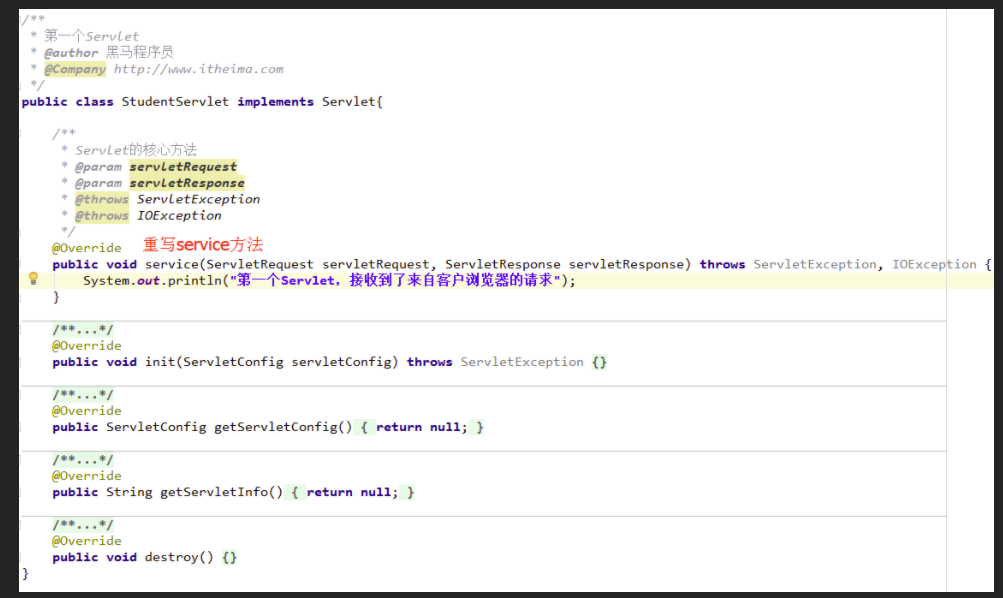 /**
 * 第一个Servlet
 * @author 黑马程序员
 * @Company http://www.itheima.com
 */
public class StudentServlet implements Servlet{
    /**
     * Servlet的核心方法
     * @param servletRequest
     * @param servletResponse
     * @throws ServletException
     * @throws IOException
     */
    @Override 重写service方法
    public void service(ServletRequest servletRequest, ServletResponse servletResponse) throws ServletException, IOException {
        System.out.println("第一个Servlet，接收到了来自客户浏览器的请求");
    }
    /**...*/
    @Override
    public void init(ServletConfig servletConfig) throws ServletException {}
    /**...*/
    @Override
    public ServletConfig getServletConfig() { return null; }
    /**...*/
    @Override
    public String getServletInfo() { return null; }
    /**...*/
    @Override
    public void destroy() {}
}